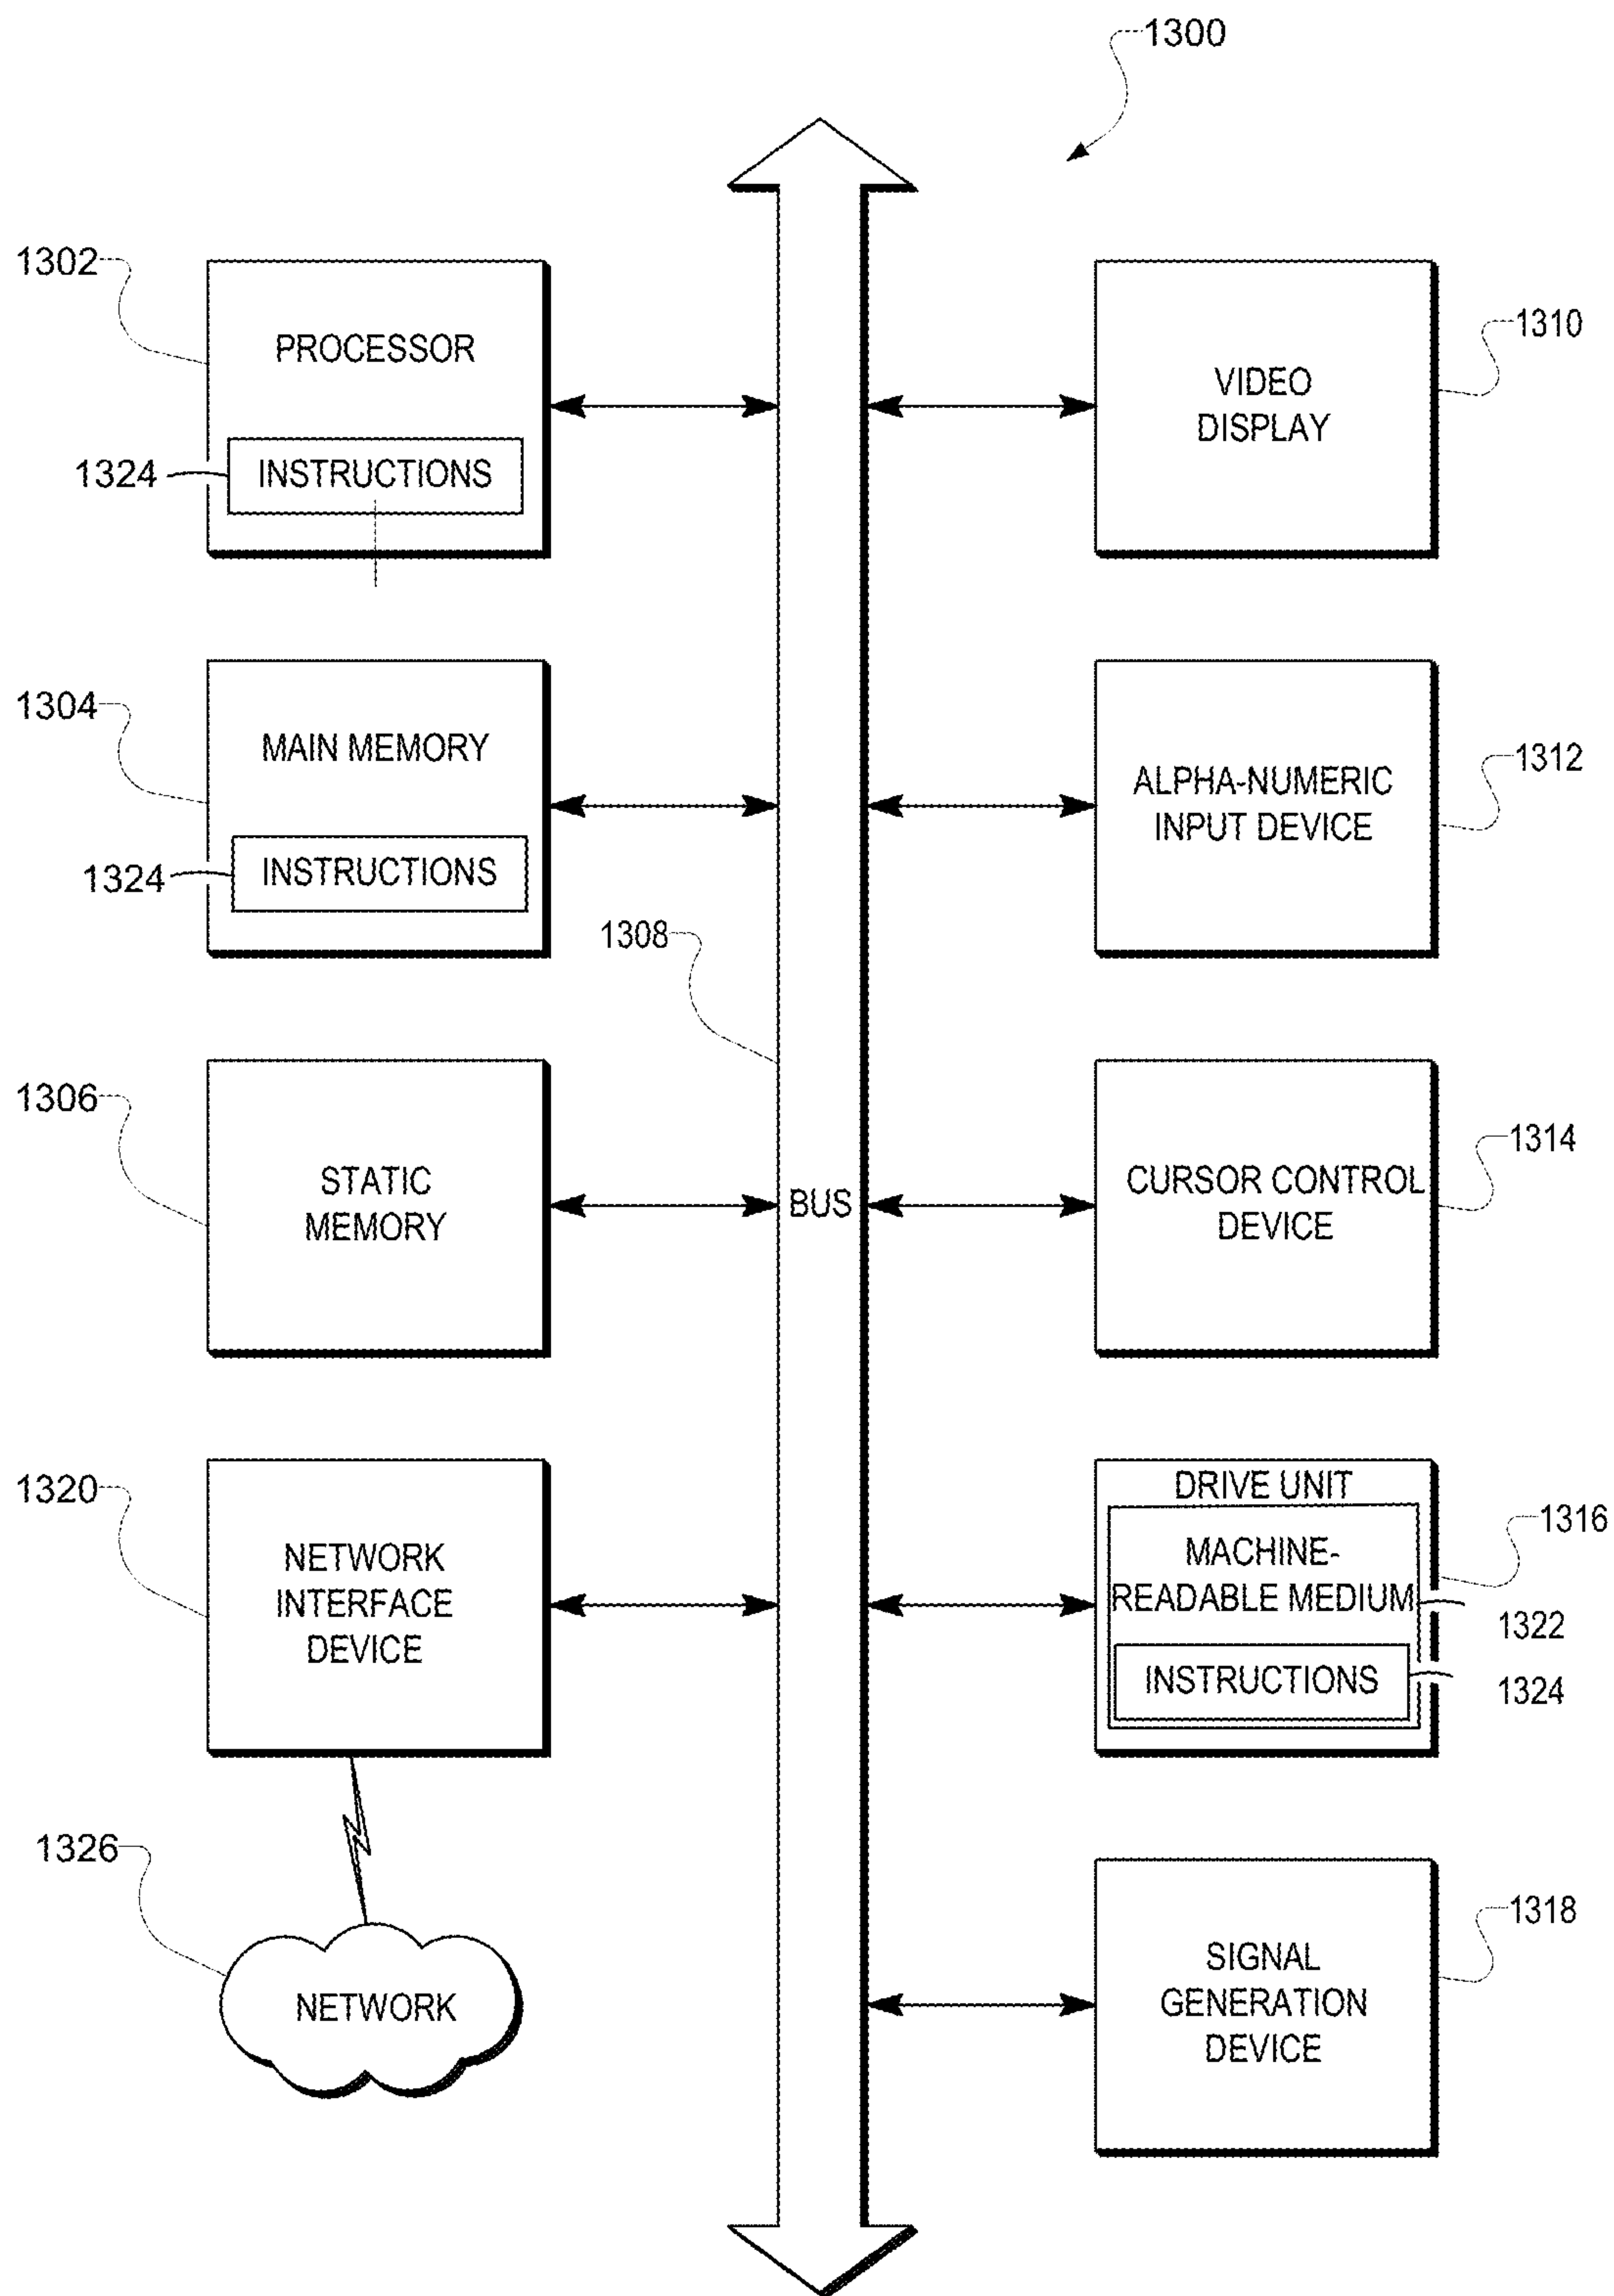 1300
1302
PROCESSOR
1324
INSTRUCTIONS
1310
VIDEO
DISPLAY
1304
MAIN MEMORY
1324
INSTRUCTIONS
1312
ALPHA-NUMERIC
INPUT DEVICE
1308
BUS
1306
STATIC
MEMORY
1314
CURSOR CONTROL
DEVICE
1320
NETWORK
INTERFACE
DEVICE
DRIVE UNIT
1316
MACHINE-
READABLE MEDIUM
1322
INSTRUCTIONS
1324
1326
NETWORK
1318
SIGNAL
GENERATION
DEVICE